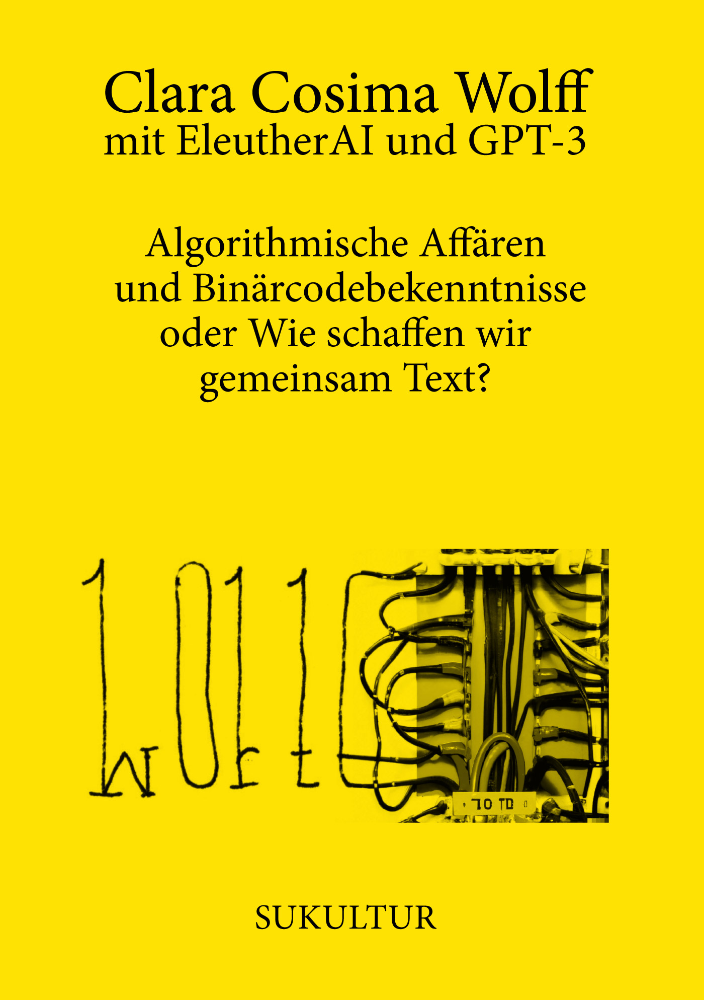 Clara Cosima Wolff
mit EleutherAI und GPT-3
Algorithmische Affären
und Binärcodebekenntnisse
oder Wie schaffen wir
gemeinsam Text?
Wort
SUKULTUR